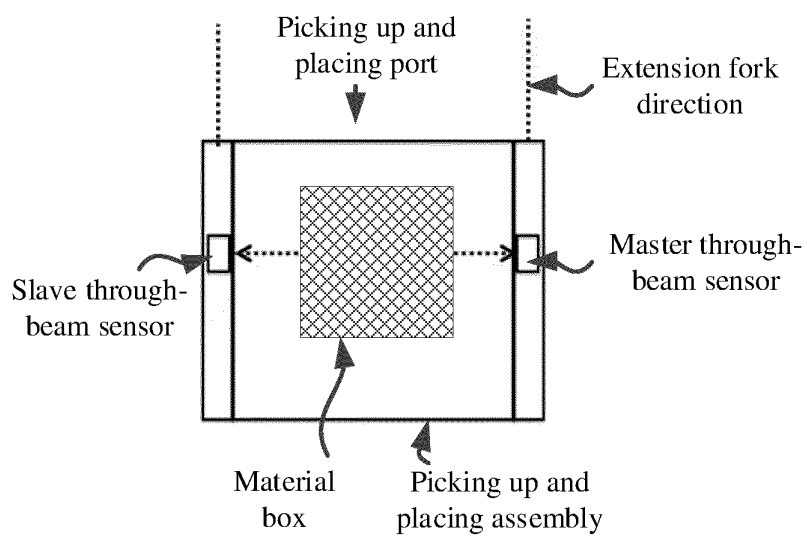 Picking up and
placing port
Extension fork
direction
Slave through-
beam sensor
Master through-
beam sensor
Material
box
Picking up and
placing assembly